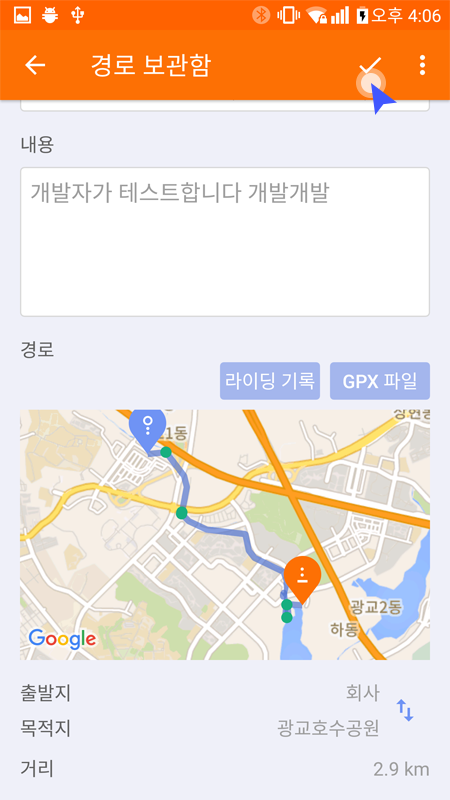 오후 4:06
경로 보관함
내용
개발자가 테스트합니다 개발개발
경로
라이딩 기록
GPX 파일
1동
광교2동
하동
Google
출발지
회사
목적지
광교호수공원
거리
2.9 km